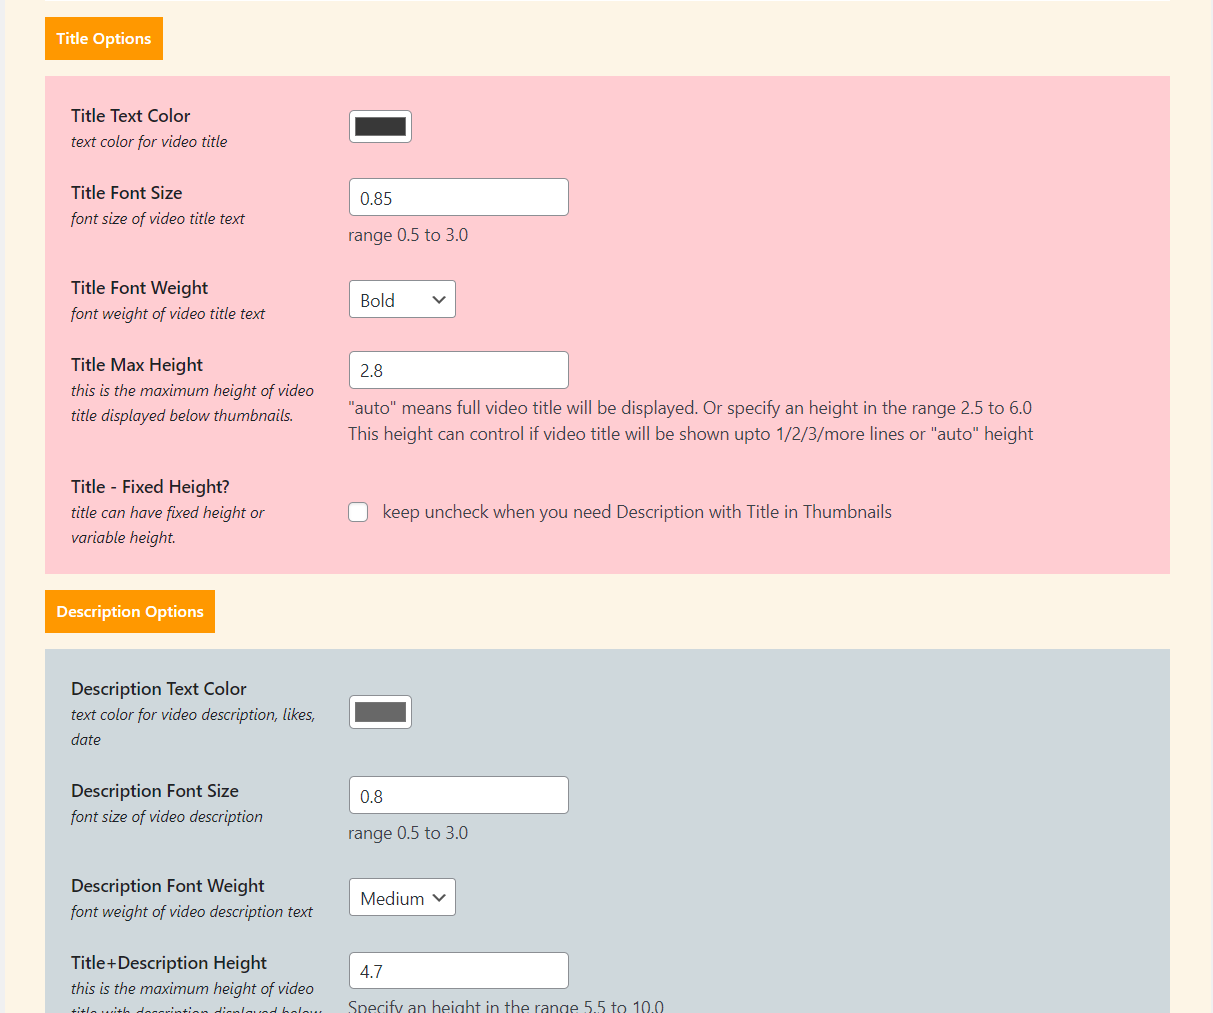 Title Options
Title Text Color
text color for video title
Title Font Size
font size of video title text
0.85
range 0.5 to 3.0
Title Font Weight
font weight of video title text
Bold
Title Max Height
this is the maximum height of video
title displayed below thumbnails.
2.8
"auto" means full video title will be displayed. Or specify an height in the range 2.5 to 6.0
This height can control if video title will be shown upto 1/2/3/more lines or "auto" height
Title - Fixed Height?
title can have fixed height or
variable height.
keep uncheck when you need Description with Title in Thumbnails
Description Options
Description Text Color
text color for video description, likes,
date
Description Font Size
font size of video description
0.8
range 0.5 to 3.0
Description Font Weight
font weight of video description text
Medium
Title+Description Height
this is the maximum height of video
title with description displayed below
4.7
Specify an height in the range 5.5 to 10.0